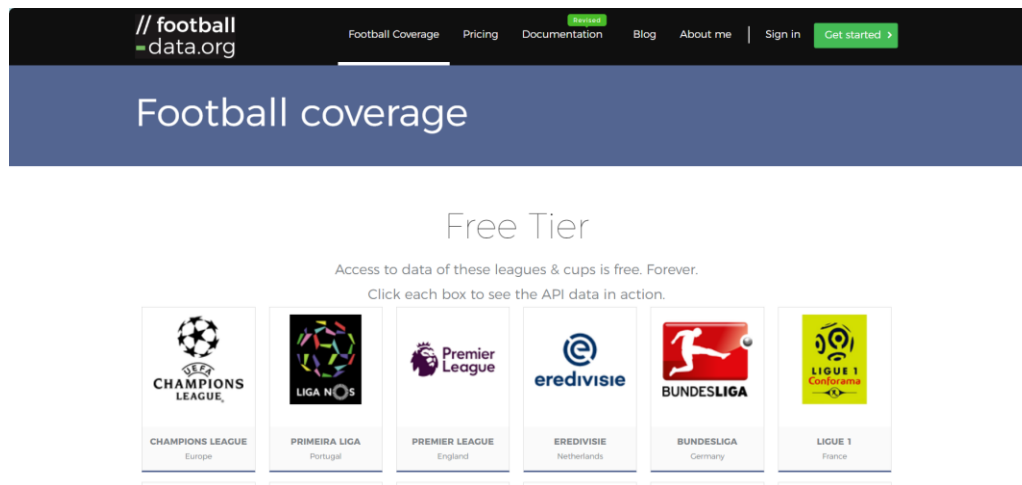 // football
-data.org
Football Coverage
Pricing
Revised
Documentation
Blog
About me
Sign in
Get started >
Football coverage
Free Tier
Access to data of these leagues & cups is free. Forever.
Click each box to see the API data in action.
UEFA
CHAMPIONS
LEAGUE
LIGA NOS
Premier
League
eredivisie
BUNDESLIGA
LIGUE 1
Conforama
CHAMPIONS LEAGUE
Europe
PRIMEIRA LIGA
Portugal
PREMIER LEAGUE
England
EREDIVISIE
Netherlands
BUNDESLIGA
Germany
LIGUE 1
France